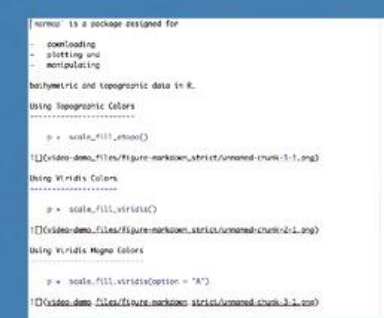 `marmap` is a package designed for
- downloading
- plotting and
- manipulating
bathymetric and topographic data in R.
Using Topographic Colors
------------------------
p + scale_fill_etopo()
![](video-demo_files/figure-markdown_strict/unnamed-chunk-1-1.png)
Using Viridis Colors
--------------------
p + scale_fill_viridis()
![](video-demo_files/figure-markdown_strict/unnamed-chunk-2-1.png)
Using Viridis Magma Colors
--------------------------
p + scale_fill_viridis(option = "A")
![](video-demo_files/figure-markdown_strict/unnamed-chunk-3-1.png)